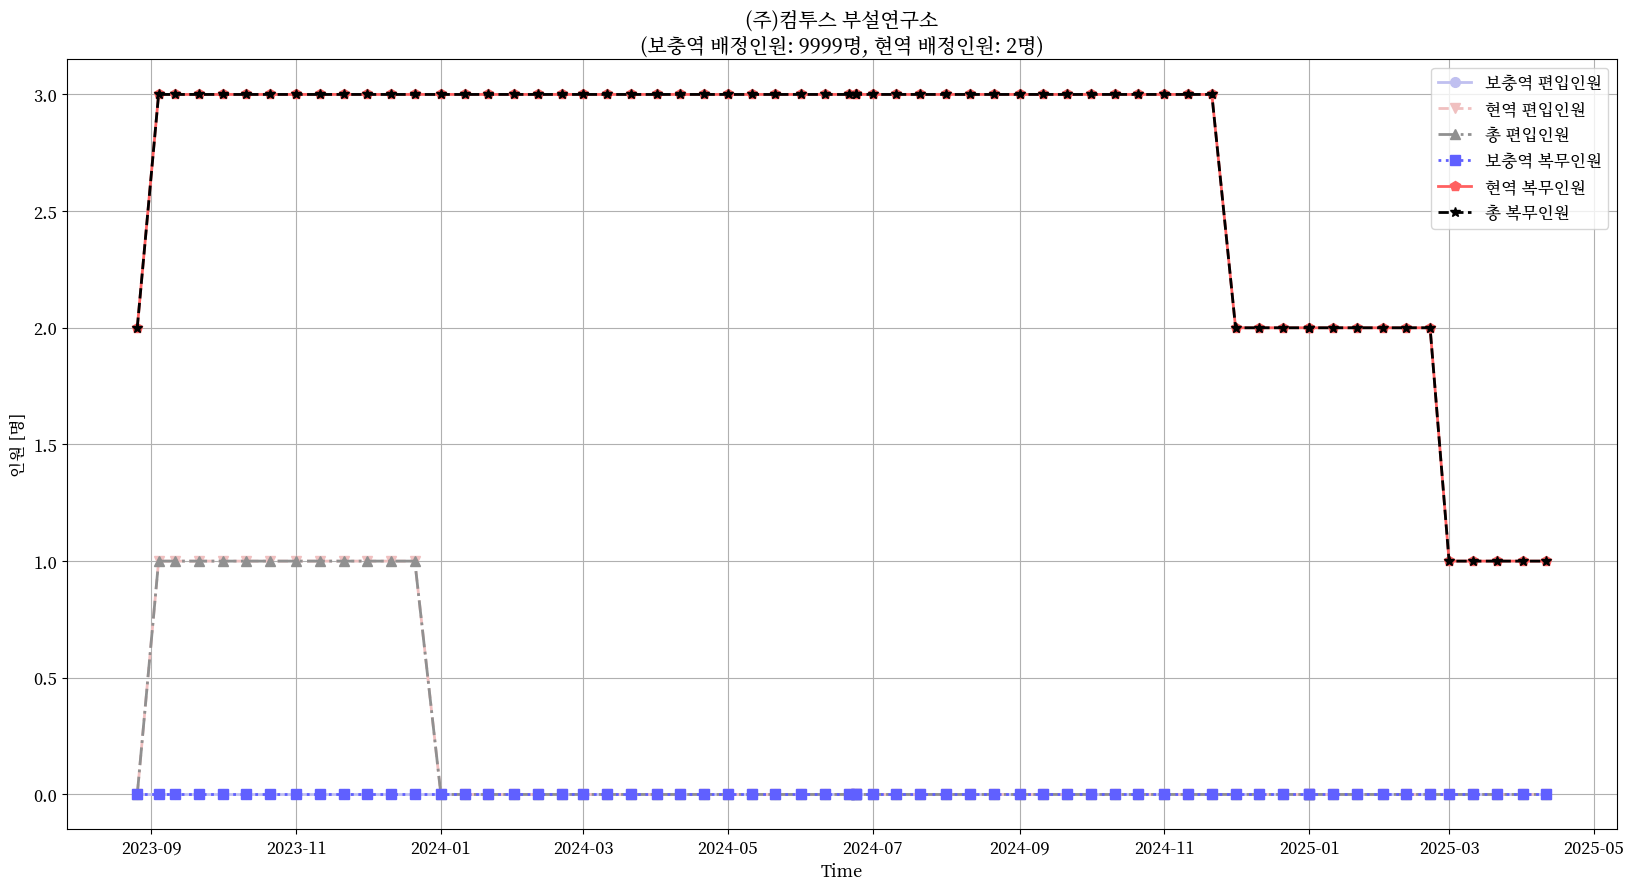 (주)컴투스 부설연구소
(보충역 배정인원: 9999명, 현역 배정인원: 2명)
보충역 편입인원
현역 편입인원
총 편입인원
보충역 복무인원
현역 복무인원
총 복무인원
인원 [명]
3.0
2.5
2.0
1.5
1.0
0.5
0.0
2023-09
2023-11
2024-01
2024-03
2024-05
2024-07
2024-09
2024-11
2025-01
2025-03
2025-05
Time